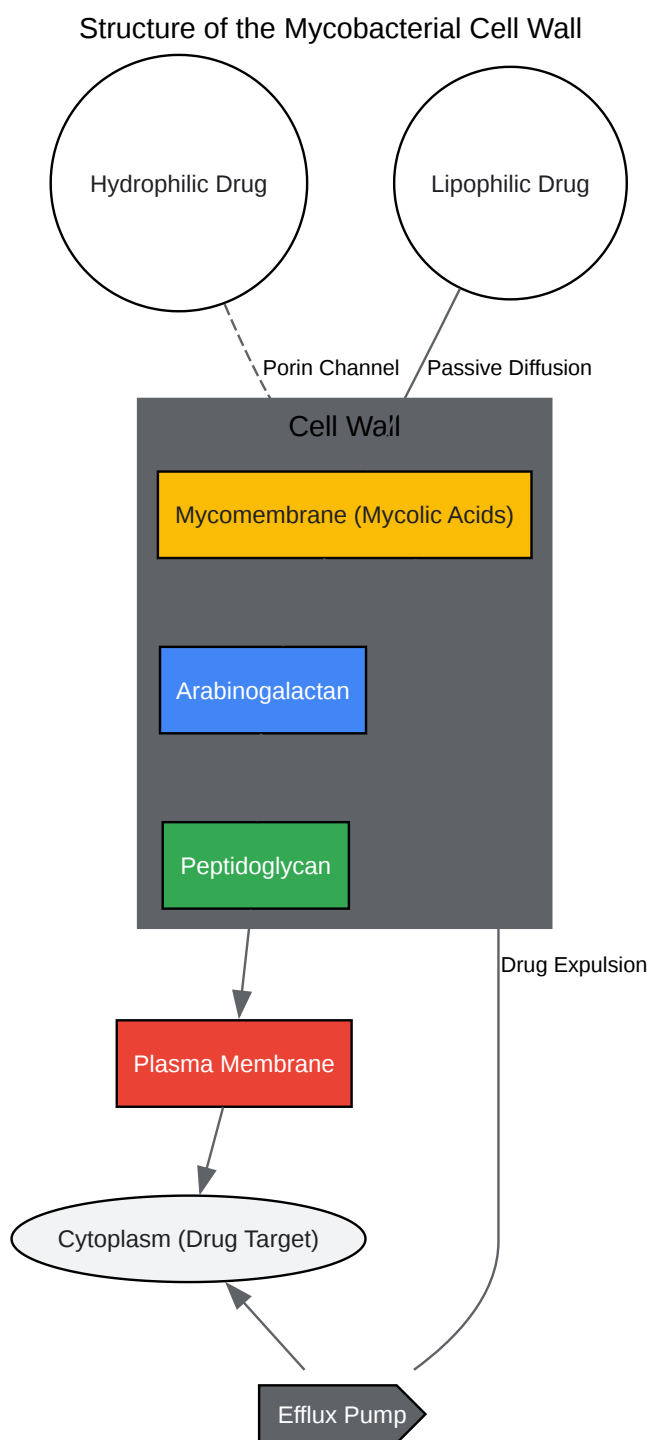 Structure of the Mycobacterial Cell Wall
Hydrophilic Drug
Lipophilic Drug
Porin Channel
Passive Diffusion
Cell Wall
Mycomembrane (Mycolic Acids)
Arabinogalactan
Peptidoglycan
Drug Expulsion
Plasma Membrane
Cytoplasm (Drug Target)
Efflux Pump